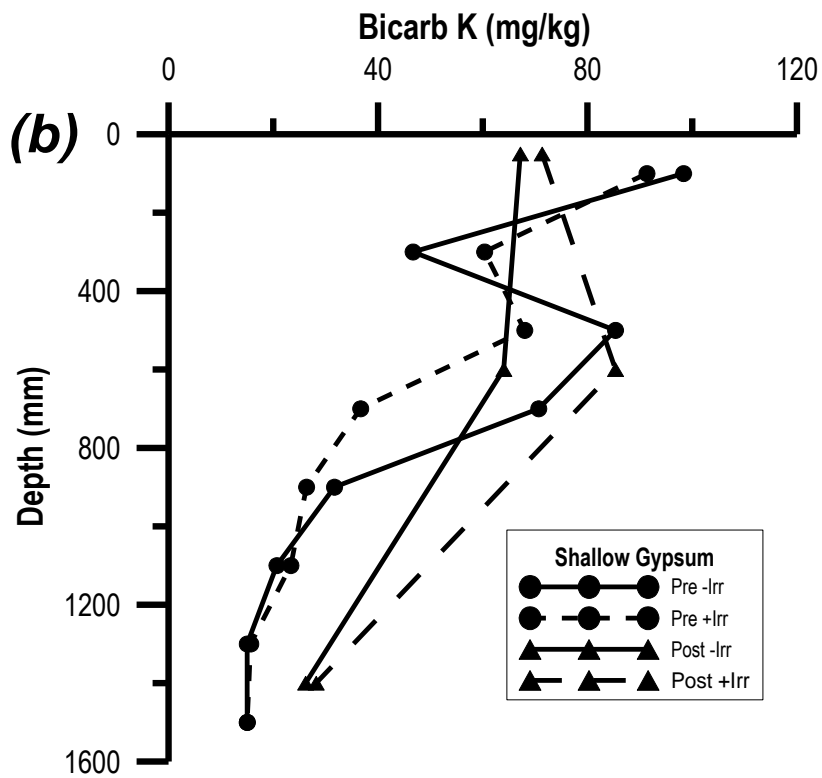 Bicarb K (mg/kg)
0 40 80 120
(b)
0
400
800
1200
1600
Depth (mm)
Shallow Gypsum
Pre -Irr
Pre +Irr
Post -Irr
Post +Irr